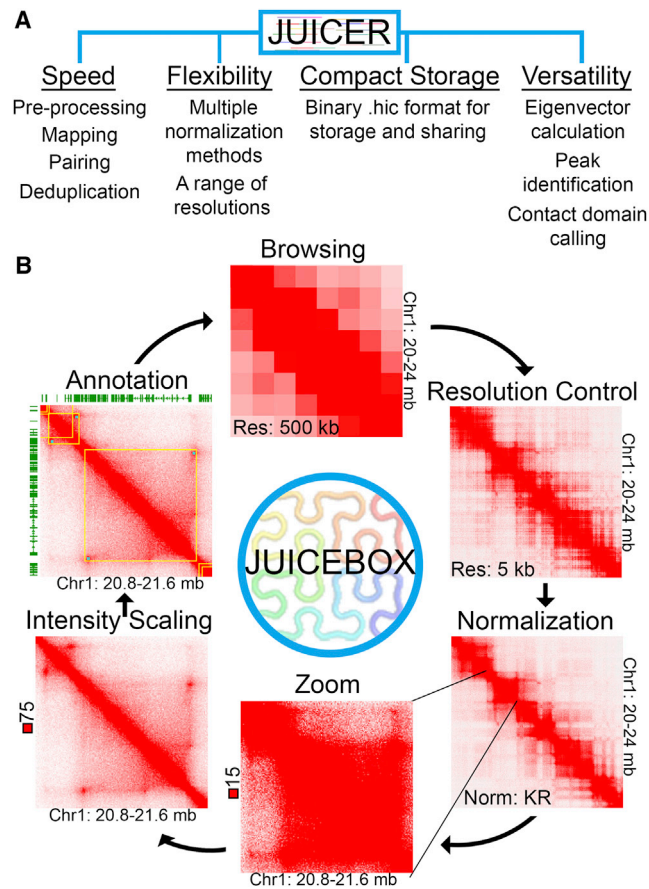 A
JUICER
Speed
Pre-processing
Mapping
Pairing
Deduplication
Flexibility
Multiple
normalization
methods
A range of
resolutions
Compact Storage
Binary .hic format for
storage and sharing
Versatility
Eigenvector
calculation
Peak
identification
Contact domain
calling
B
Browsing
Chr1: 20-24 mb
Res: 500 kb
Resolution Control
Chr1: 20-24 mb
Res: 5 kb
Normalization
Chr1: 20-24 mb
Norm: KR
Zoom
15
Chr1: 20.8-21.6 mb
Intensity Scaling
75
Chr1: 20.8-21.6 mb
Annotation
Chr1: 20.8-21.6 mb
JUICEBOX